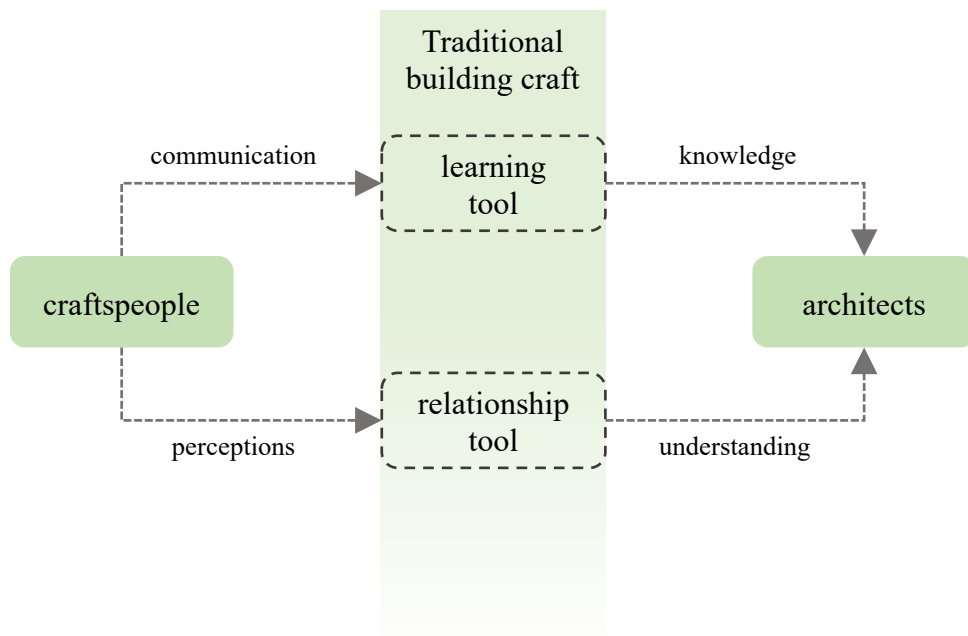 Traditional
building craft
communication
learning
tool
knowledge
craftspeople
architects
relationship
tool
perceptions
understanding